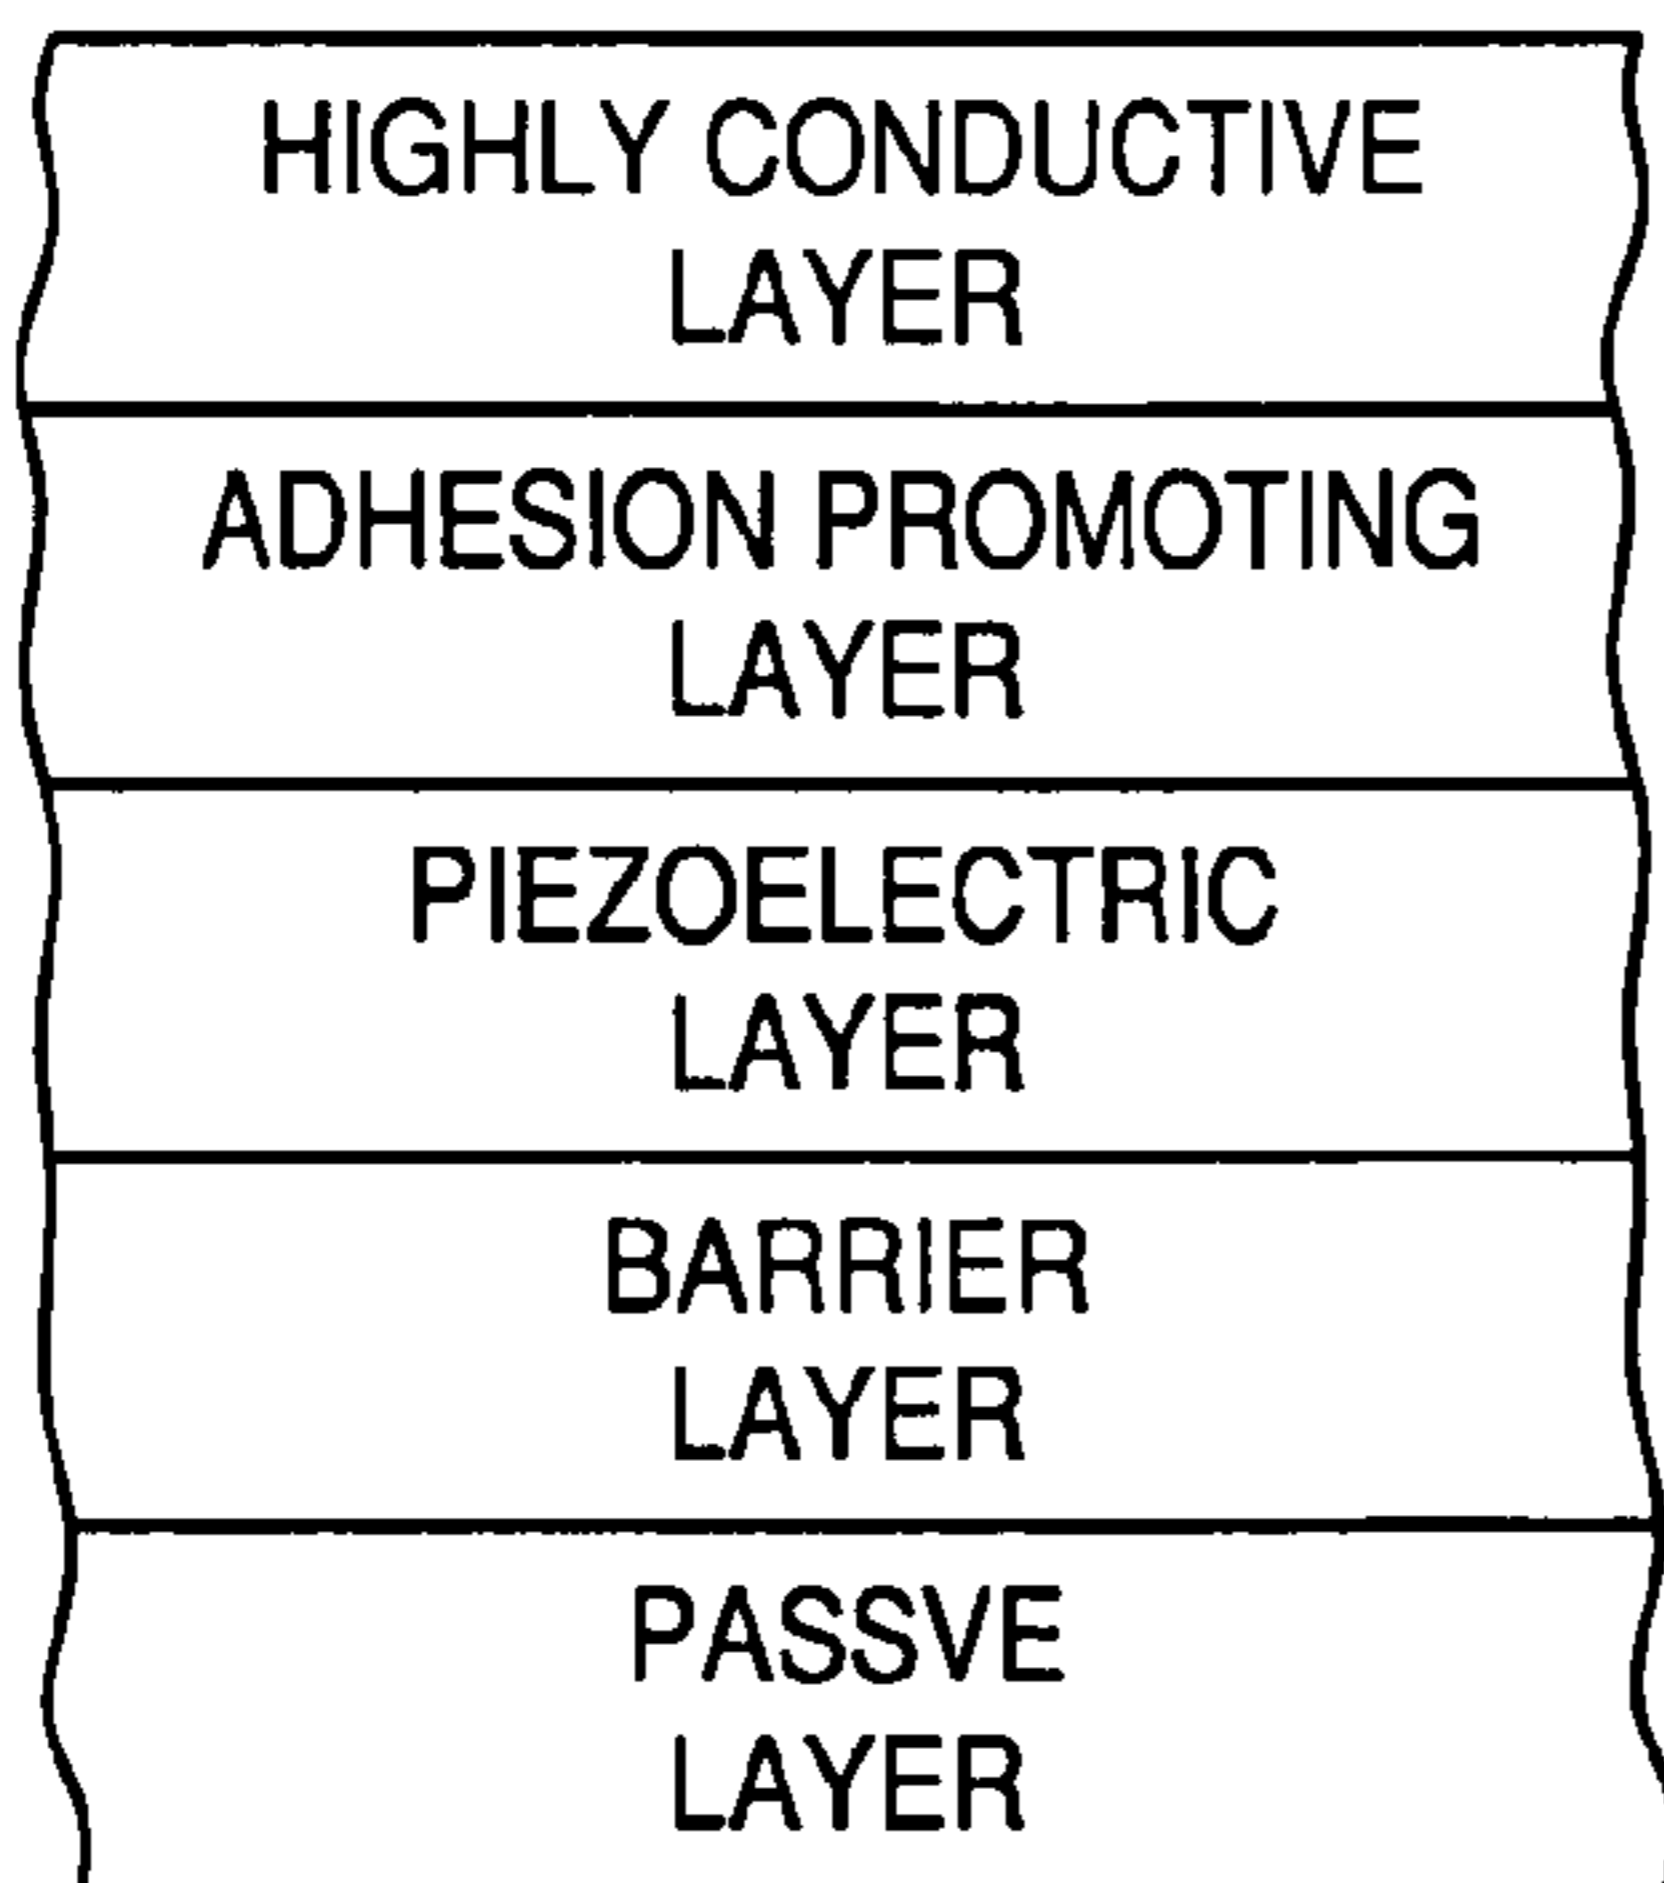 HIGHLY CONDUCTIVE
LAYER
ADHESION PROMOTING
LAYER
PIEZOELECTRIC
LAYER
BARRIER
LAYER
PASSVE
LAYER